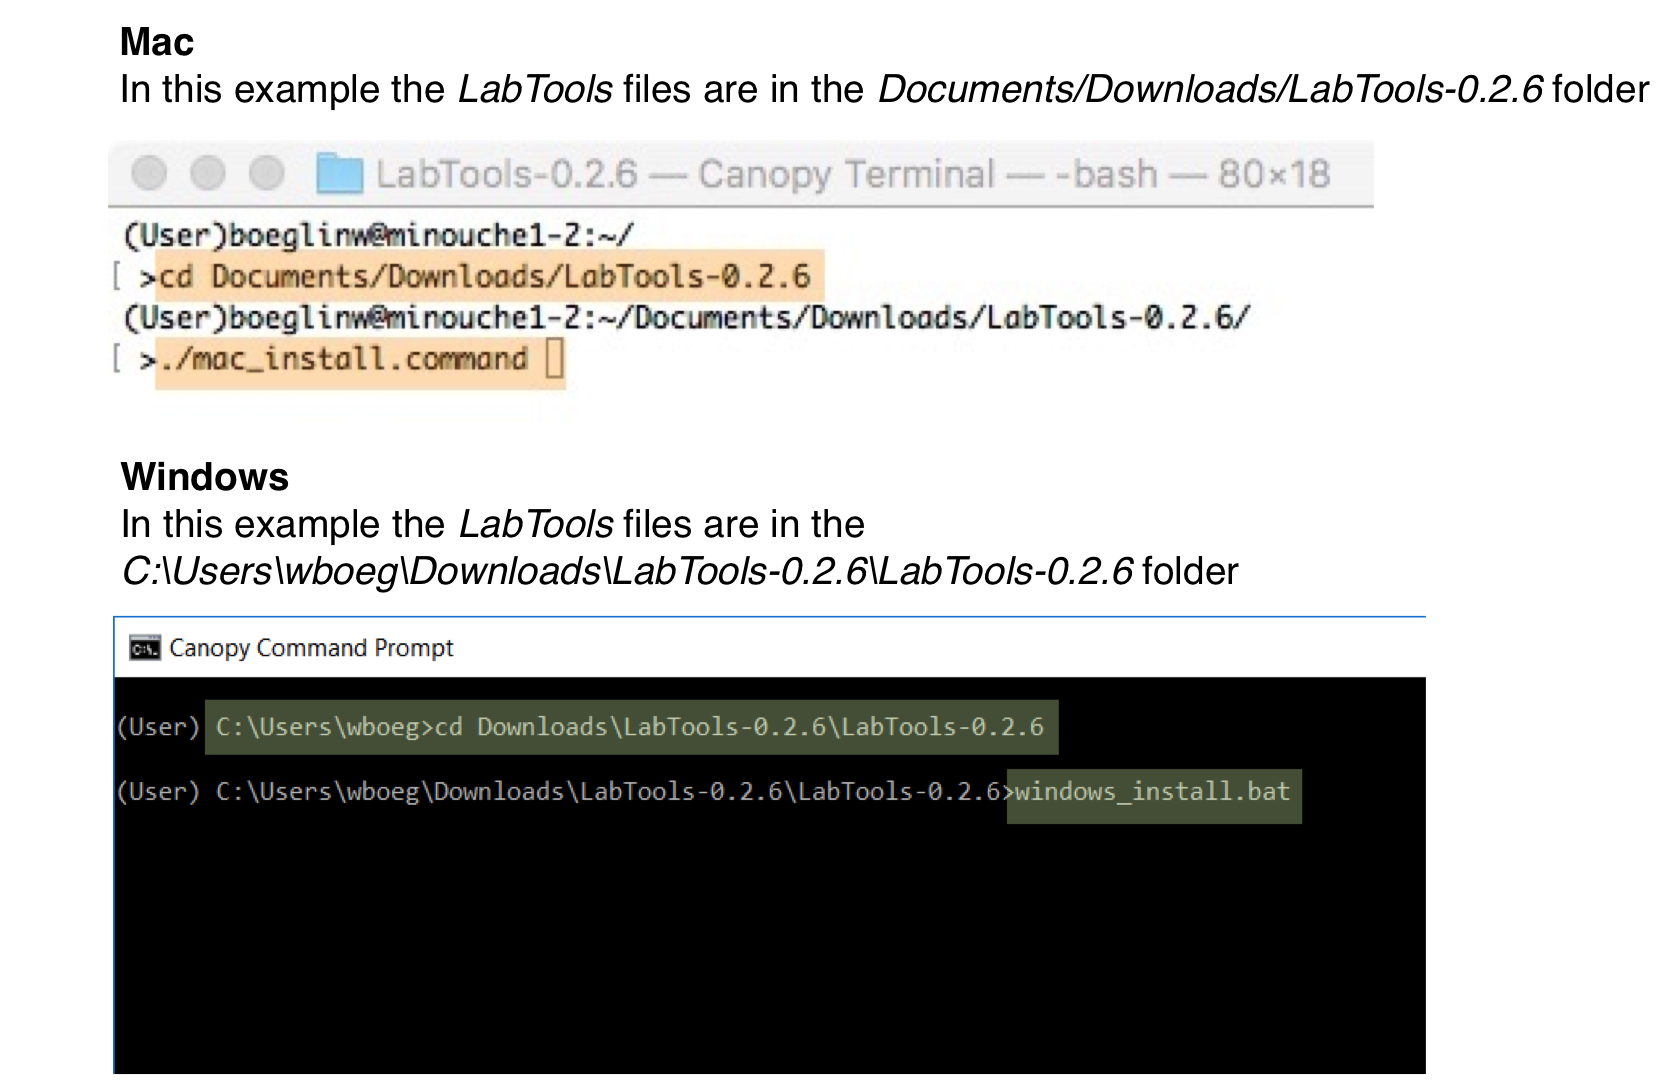 Mac
In this example the LabTools files are in the Documents/Downloads/LabTools-0.2.6 folder
LabTools-0.2.6 — Canopy Terminal — -bash — 80×18
(User)boeglinw@minouche1-2:~/
[ >cd Documents/Downloads/LabTools-0.2.6
(User)boeglinw@minouche1-2:~/Documents/Downloads/LabTools-0.2.6/
[ >./mac_install.command
Windows
In this example the LabTools files are in the
C:\Users\wboeg\Downloads\LabTools-0.2.6\LabTools-0.2.6 folder
C:\. Canopy Command Prompt
(User) C:\Users\wboeg>cd Downloads\LabTools-0.2.6\LabTools-0.2.6
(User) C:\Users\wboeg\Downloads\LabTools-0.2.6\LabTools-0.2.6>windows_install.bat